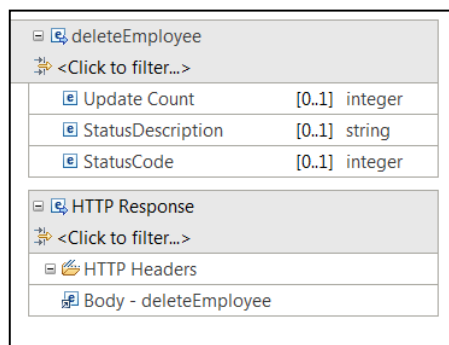 deleteEmployee
<Click to filter...>
Update Count [0..1] integer
StatusDescription [0..1] string
StatusCode [0..1] integer
HTTP Response
<Click to filter...>
HTTP Headers
Body - deleteEmployee